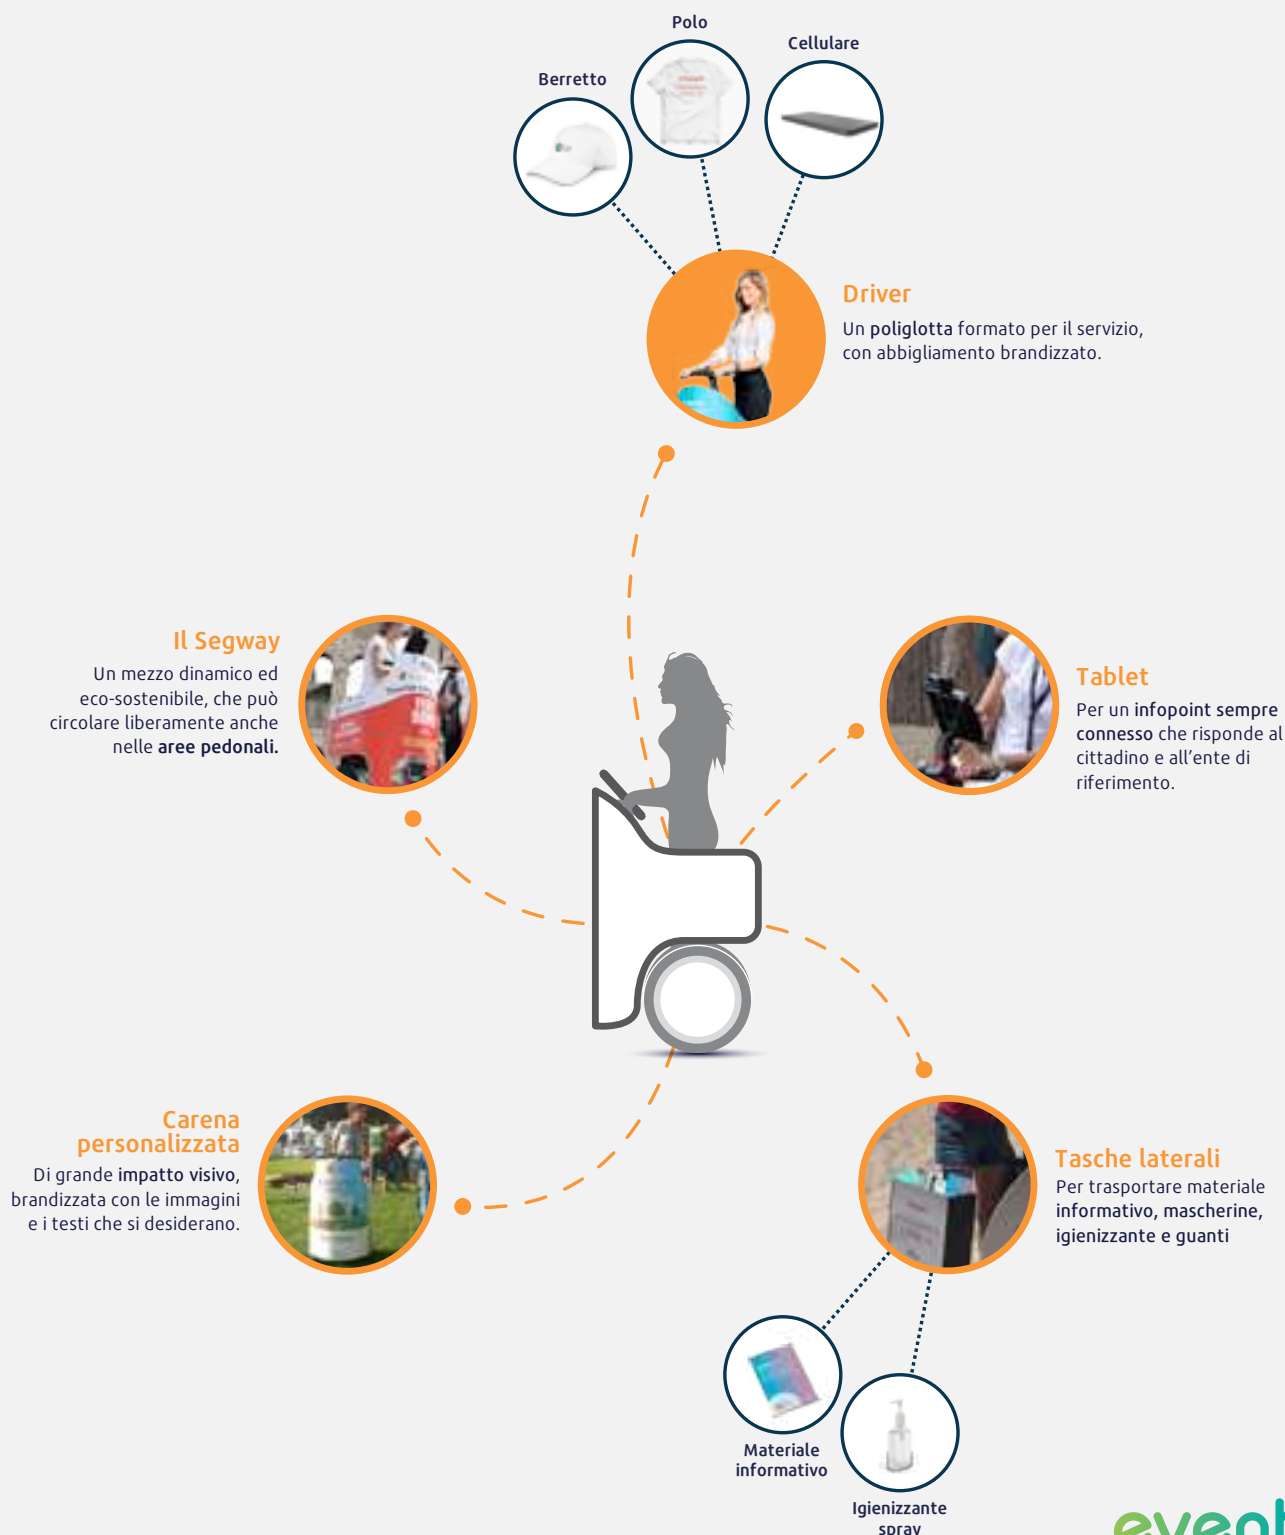 Polo
Cellulare
Berretto
Driver
Un poliglotta formato per il servizio,
con abbigliamento brandizzato.
Il Segway
Un mezzo dinamico ed
eco-sostenibile, che può
circolare liberamente anche
nelle aree pedonali.
Tablet
Per un infopoint sempre
connesso che risponde al
cittadino e all'ente di
riferimento.
Carena
personalizzata
Di grande impatto visivo,
brandizzata con le immagini
e i testi che si desiderano.
Tasche laterali
Per trasportare materiale
informativo, mascherine,
igienizzante e guanti
Materiale
informativo
Igienizzante
spray